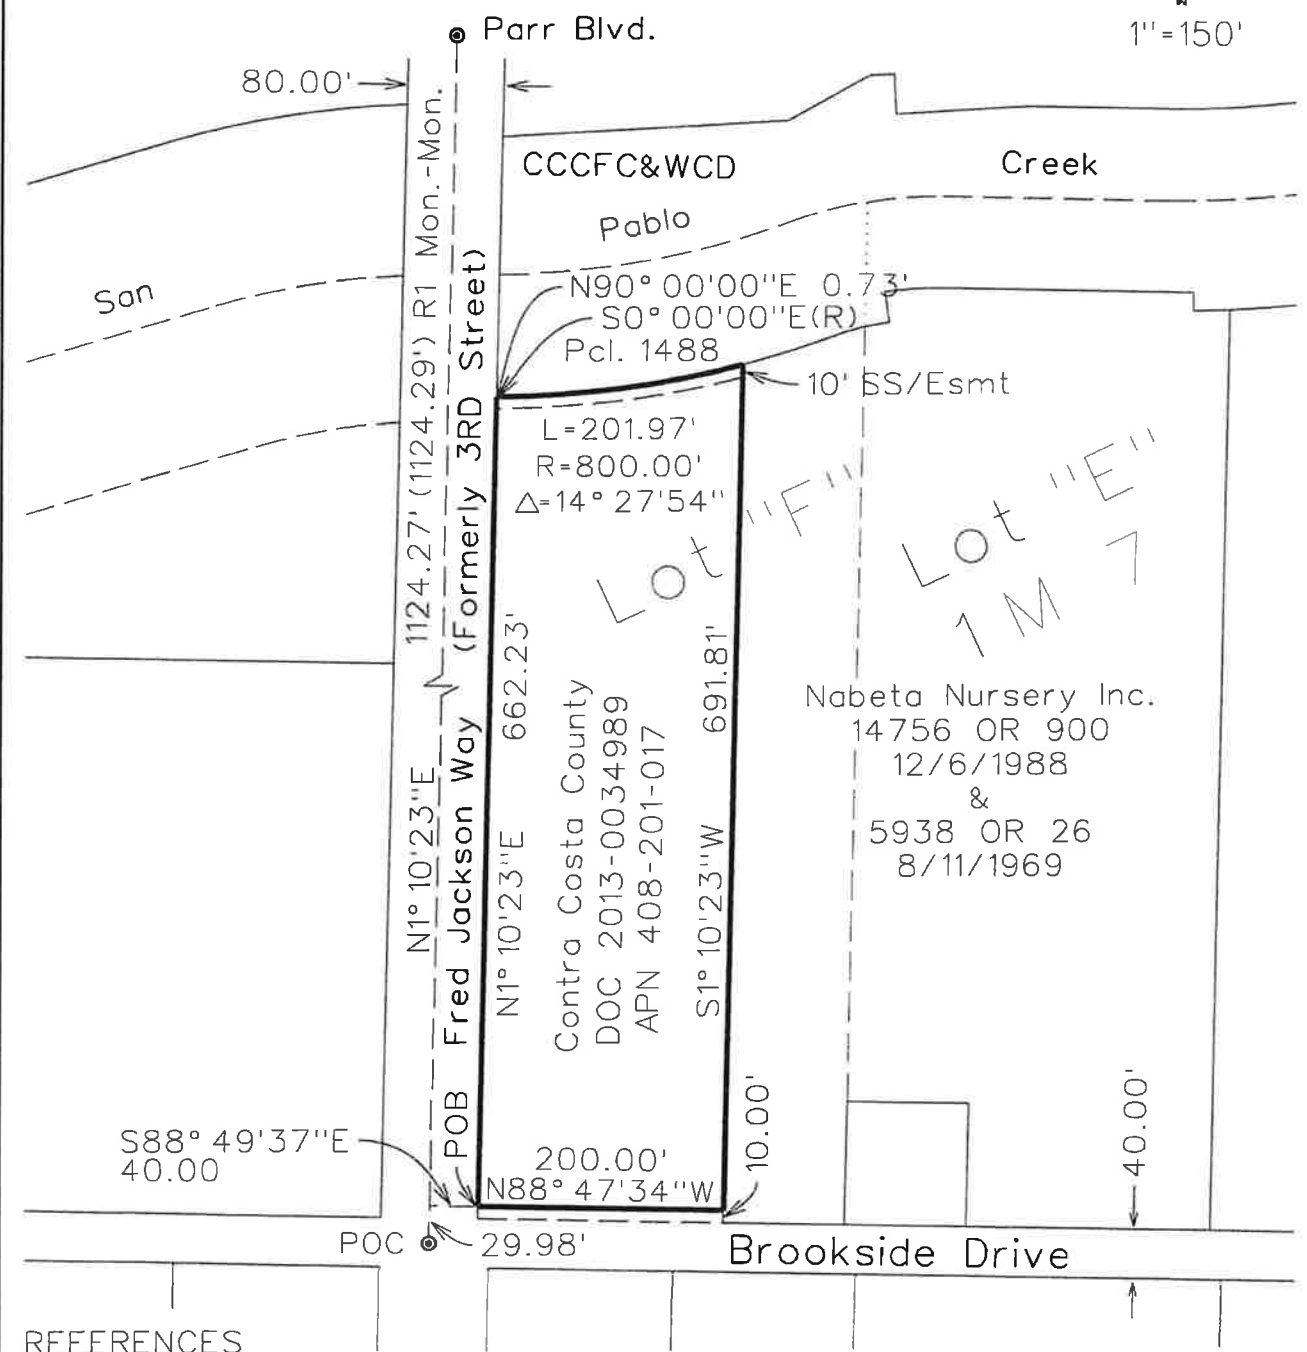 Parr Blvd.
1"=150'
80.00'
CCCFC&WCD
Creek
Pablo
San
N90° 00'00"E 0.73'
S0° 00'00"E(R)
Pcl. 1488
10' SS/Esmt
L=201.97'
R=800.00'
Δ=14° 27'54"
Lot "F"
Lot "E"
1 M 7
1124.27' (1124.29') R1 Mon.-Mon.
N1° 10'23"E
Fred Jackson Way (Formerly 3RD Street)
662.23'
N1° 10'23"E
Contra Costa County
DOC 2013-0034989
APN 408-201-017
691.81'
S1° 10'23"W
Nabeta Nursery Inc.
14756 OR 900
12/6/1988
&
5938 OR 26
8/11/1969
POB
S88° 49'37"E
40.00
200.00'
N88° 47'34"W
10.00'
40.00'
POC
29.98'
Brookside Drive
REFERENCES